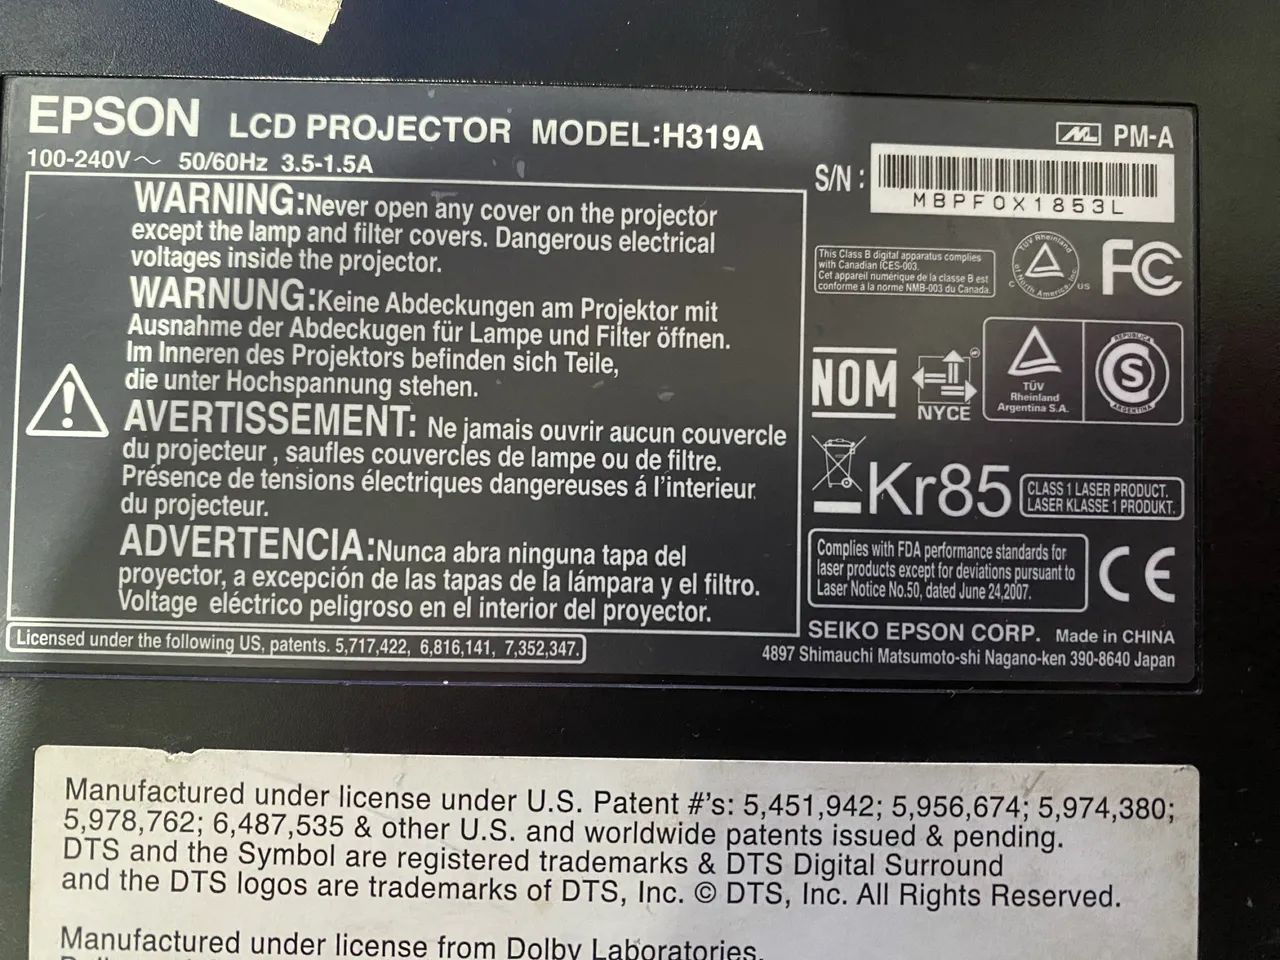 EPSON LCD PROJECTOR MODEL:H319A
100-240V~ 50/60Hz 3.5-1.5A
WARNING:Never open any cover on the projector
except the lamp and filter covers. Dangerous electrical
voltages inside the projector.
WARNUNG:Keine Abdeckungen am Projektor mit
Ausnahme der Abdeckugen für Lampe und Filter öffnen.
Im Inneren des Projektors befinden sich Teile,
die unter Hochspannung stehen.
AVERTISSEMENT: Ne jamais ouvrir aucun couvercle
du projecteur , saufles couvercles de lampe ou de filtre.
Présence de tensions électriques dangereuses á l'interieur
du projecteur.
ADVERTENCIA:Nunca abra ninguna tapa del
proyector, a excepción de las tapas de la lámpara y el filtro.
Voltage eléctrico peligroso en el interior del proyector.
Licensed under the following US, patents. 5,717,422, 6,816,141, 7,352,347.
ML PM-A
S/N :
MBPF0X1853L
This Class B digital apparatus complies
with Canadian ICES-003.
Cet appareil numérique de la classe B est
conforme à la norme NMB-003 du Canada.
TÜV Rheinland
of North America, Inc.
C US
FC
NOM
NYCE
TÜV
Rheinland
Argentina S.A.
REPUBLICA
S
ARGENTINA
Kr85
CLASS 1 LASER PRODUCT.
LASER KLASSE 1 PRODUKT.
Complies with FDA performance standards for
laser products except for deviations pursuant to
Laser Notice No.50, dated June 24,2007.
CE
SEIKO EPSON CORP. Made in CHINA
4897 Shimauchi Matsumoto-shi Nagano-ken 390-8640 Japan
Manufactured under license under U.S. Patent #'s: 5,451,942; 5,956,674; 5,974,380;
5,978,762; 6,487,535 & other U.S. and worldwide patents issued & pending.
DTS and the Symbol are registered trademarks & DTS Digital Surround
and the DTS logos are trademarks of DTS, Inc. © DTS, Inc. All Rights Reserved.
Manufactured under license from Dolby Laboratories.